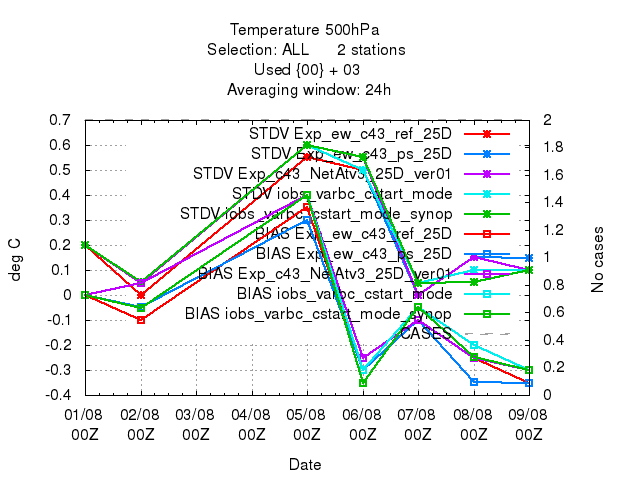 Temperature 500hPa
Selection: ALL 2 stations
Used {00} + 03
Averaging window: 24h
0.7
0.6
0.5
0.4
0.3
0.2
0.1
0
-0.1
-0.2
-0.3
-0.4
deg C
2
1.8
1.6
1.4
1.2
1
0.8
0.6
0.4
0.2
0
No cases
STDV Exp_ew_c43_ref_25D
STDV Exp_ew_c43_ps_25D
STDV Exp_c43_NetAtv3_25D_ver01
STDV iobs_varbc_cstart_mode
STDV iobs_varbc_cstart_mode_synop
BIAS Exp_ew_c43_ref_25D
BIAS Exp_ew_c43_ps_25D
BIAS Exp_c43_NetAtv3_25D_ver01
BIAS iobs_varbc_cstart_mode
BIAS iobs_varbc_cstart_mode_synop
CASES
01/08 02/08 03/08 04/08 05/08 06/08 07/08 08/08 09/08
00Z 00Z 00Z 00Z 00Z 00Z 00Z 00Z 00Z
Date